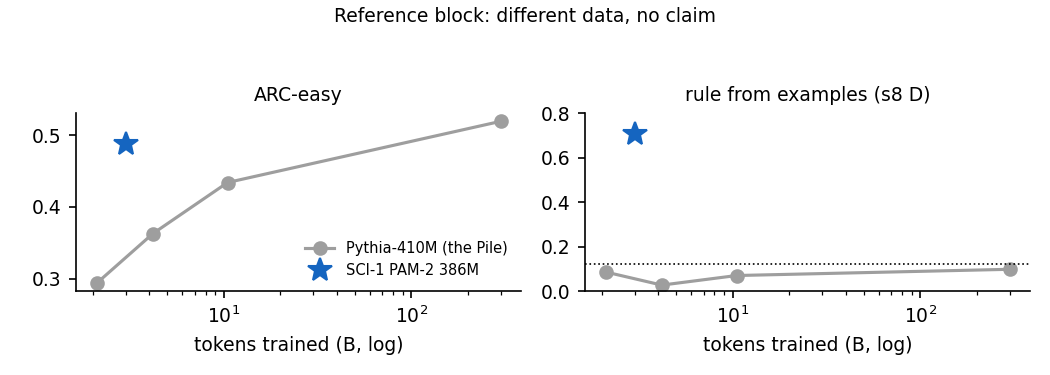 Reference block: different data, no claim
ARC-easy
0.5
0.4
0.3
Pythia-410M (the Pile)
SCI-1 PAM-2 386M
10¹
10²
tokens trained (B, log)
rule from examples (s8 D)
0.8
0.6
0.4
0.2
0.0
10¹
10²
tokens trained (B, log)